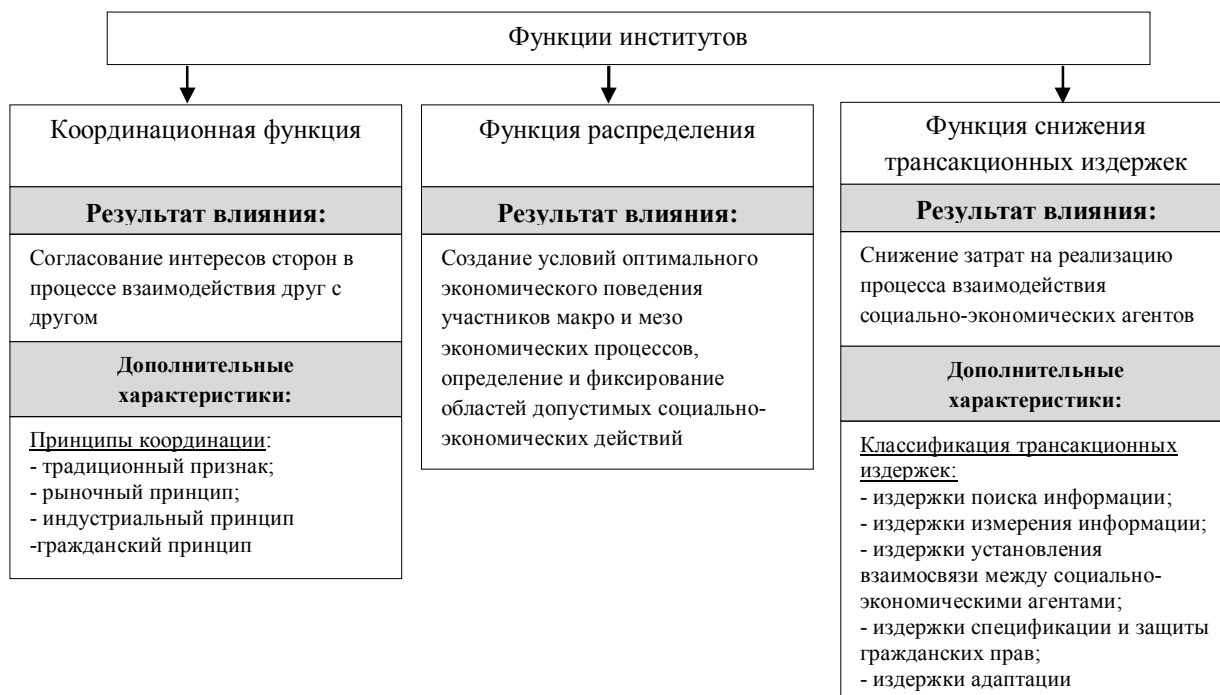 Функции институтов
Координационная функция
Результат влияния:
Согласование интересов сторон в
процессе взаимодействия друг с
другом
Дополнительные
характеристики:
Принципы координации:
- традиционный признак;
- рыночный принцип;
- индустриальный принцип
-гражданский принцип
Функция распределения
Результат влияния:
Создание условий оптимального
экономического поведения
участников макро и мезо
экономических процессов,
определение и фиксирование
областей допустимых социально-
экономических действий
Функция снижения
трансакционных издержек
Результат влияния:
Снижение затрат на реализацию
процесса взаимодействия
социально-экономических агентов
Дополнительные
характеристики:
Классификация трансакционных
издержек:
- издержки поиска информации;
- издержки измерения информации;
- издержки установления
взаимосвязи между социально-
экономическими агентами;
- издержки спецификации и защиты
гражданских прав;
- издержки адаптации